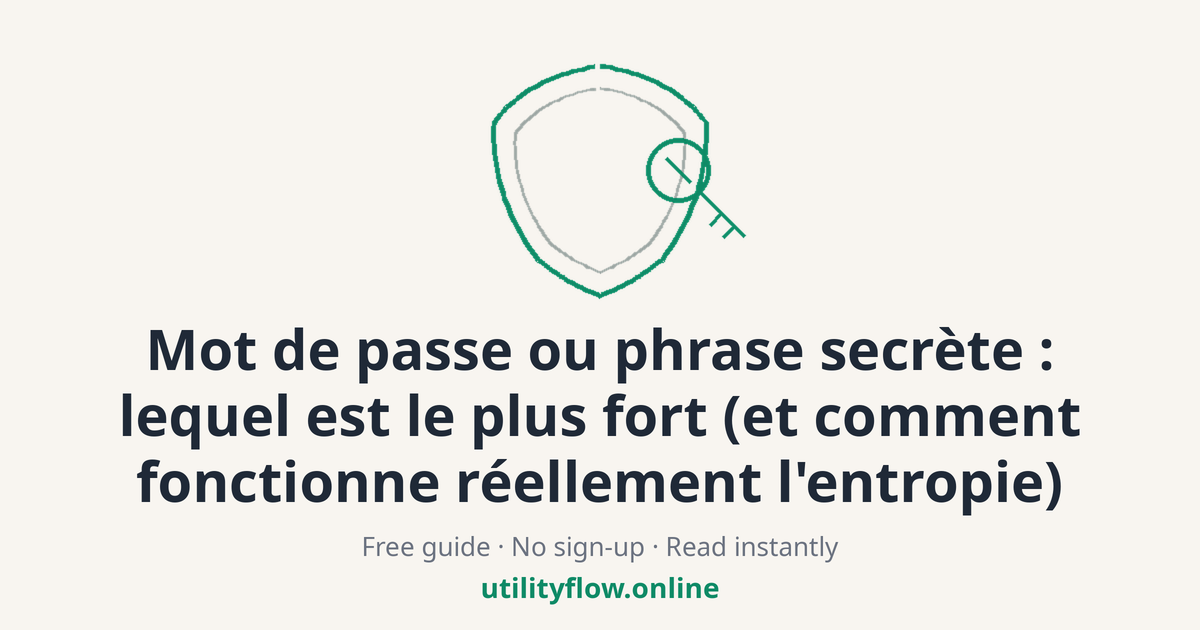 Mot de passe ou phrase secrète :
lequel est le plus fort (et comment
fonctionne réellement l'entropie)
Free guide · No sign-up · Read instantly
utilityflow.online